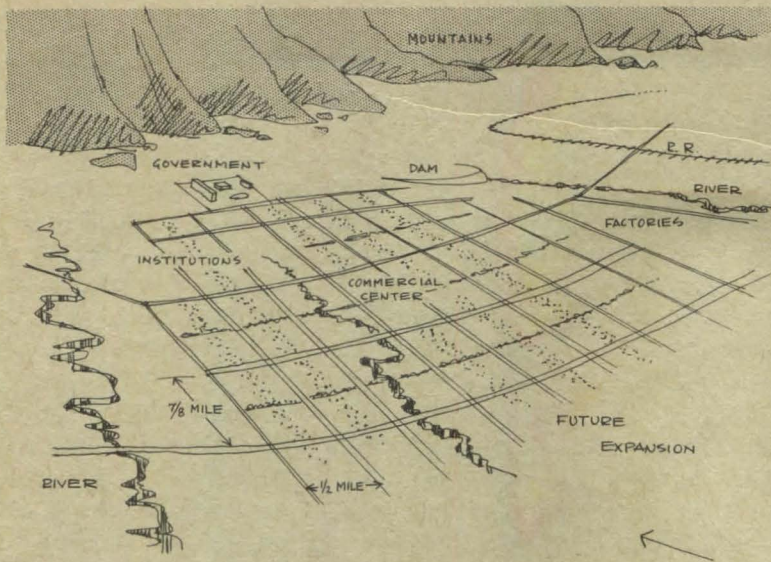 MOUNTAINS
R.R.
GOVERNMENT
DAM
RIVER
FACTORIES
INSTITUTIONS
COMMERCIAL
CENTER
7/8 MILE
FUTURE
EXPANSION
RIVER
1/2 MILE